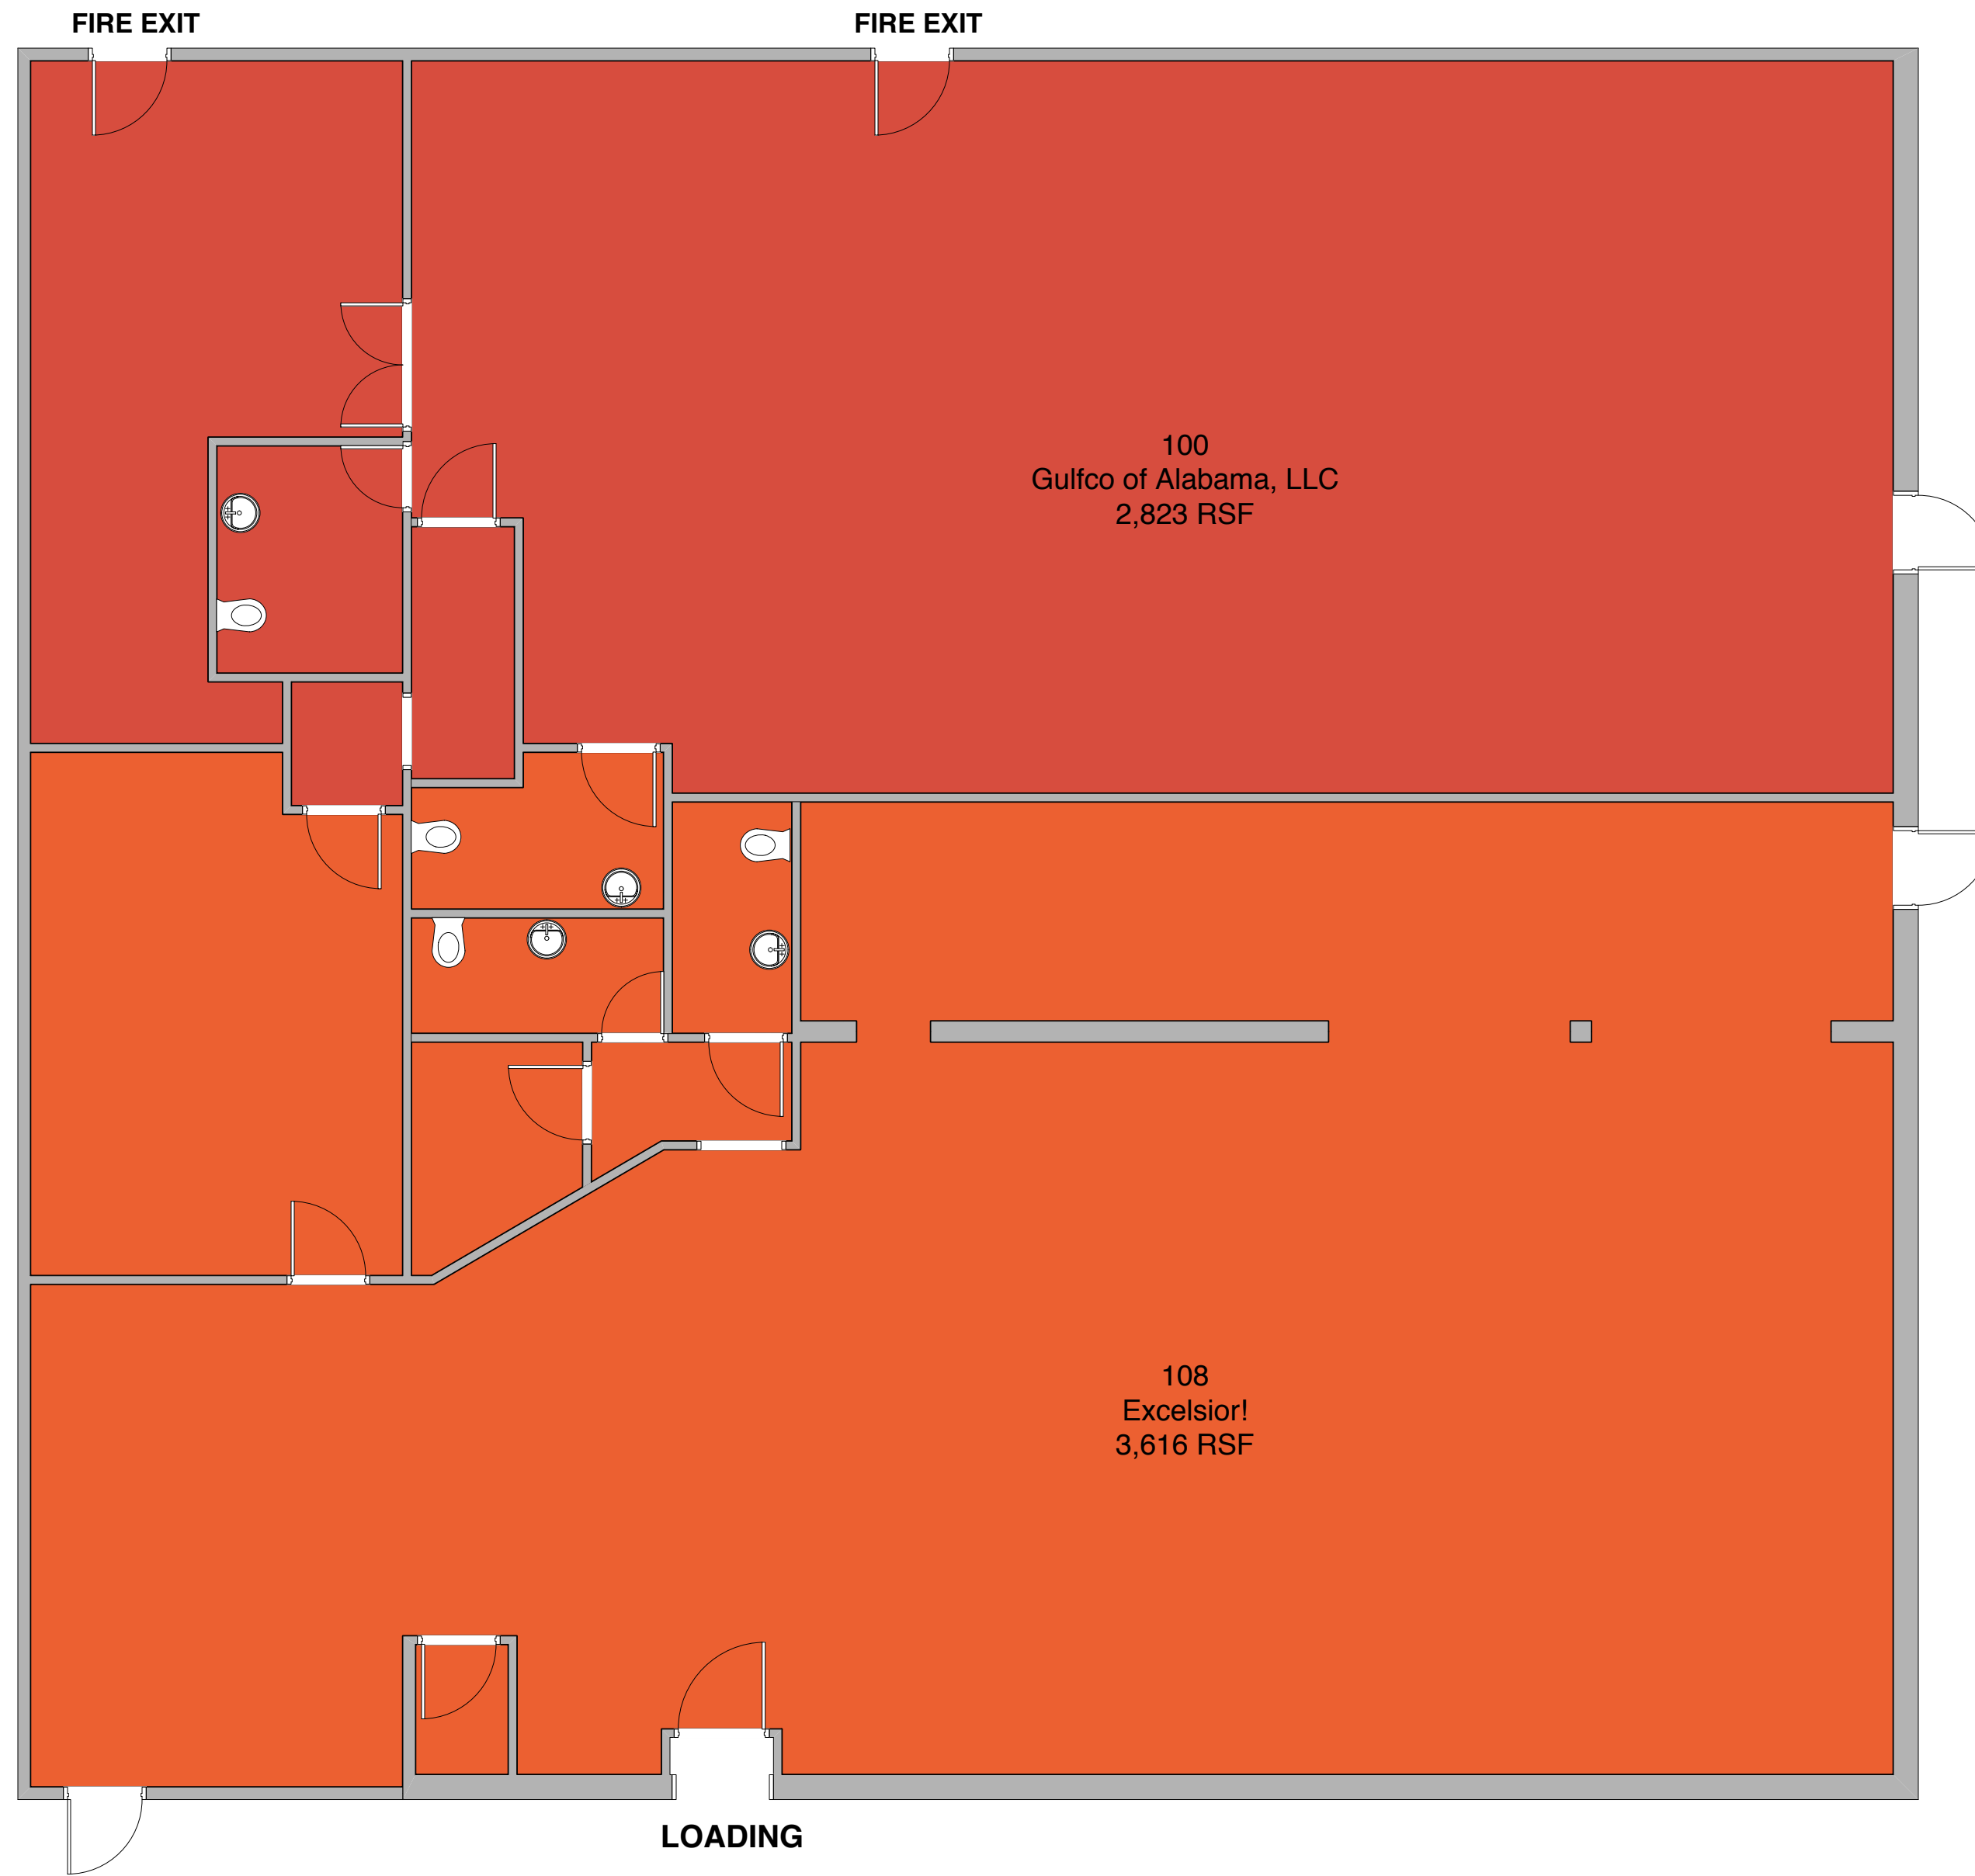 FIRE EXIT
FIRE EXIT
100
Gulfco of Alabama, LLC
2,823 RSF
108
Excelsior!
3,616 RSF
LOADING